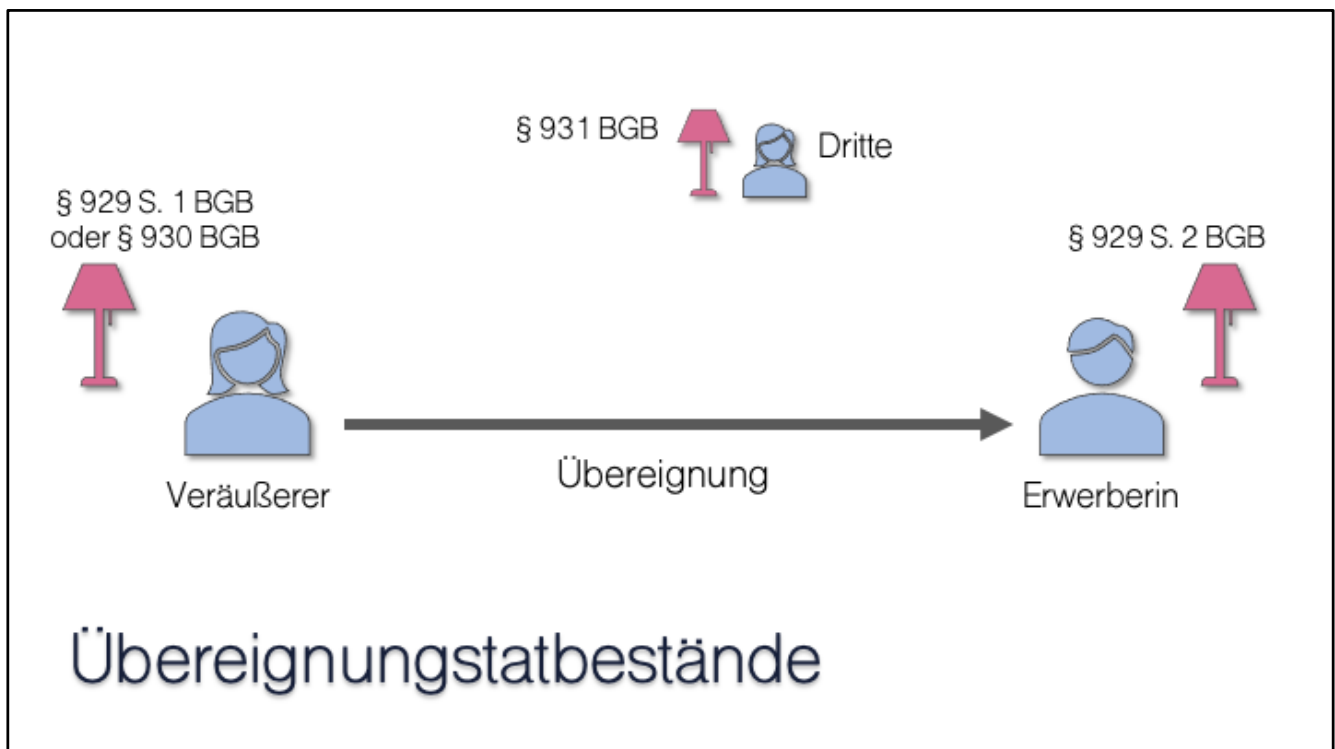 § 931 BGB
Dritte
§ 929 S. 1 BGB
oder § 930 BGB
§ 929 S. 2 BGB
Übereignung
Veräußerer
Erwerberin
Übereignungstatbestände